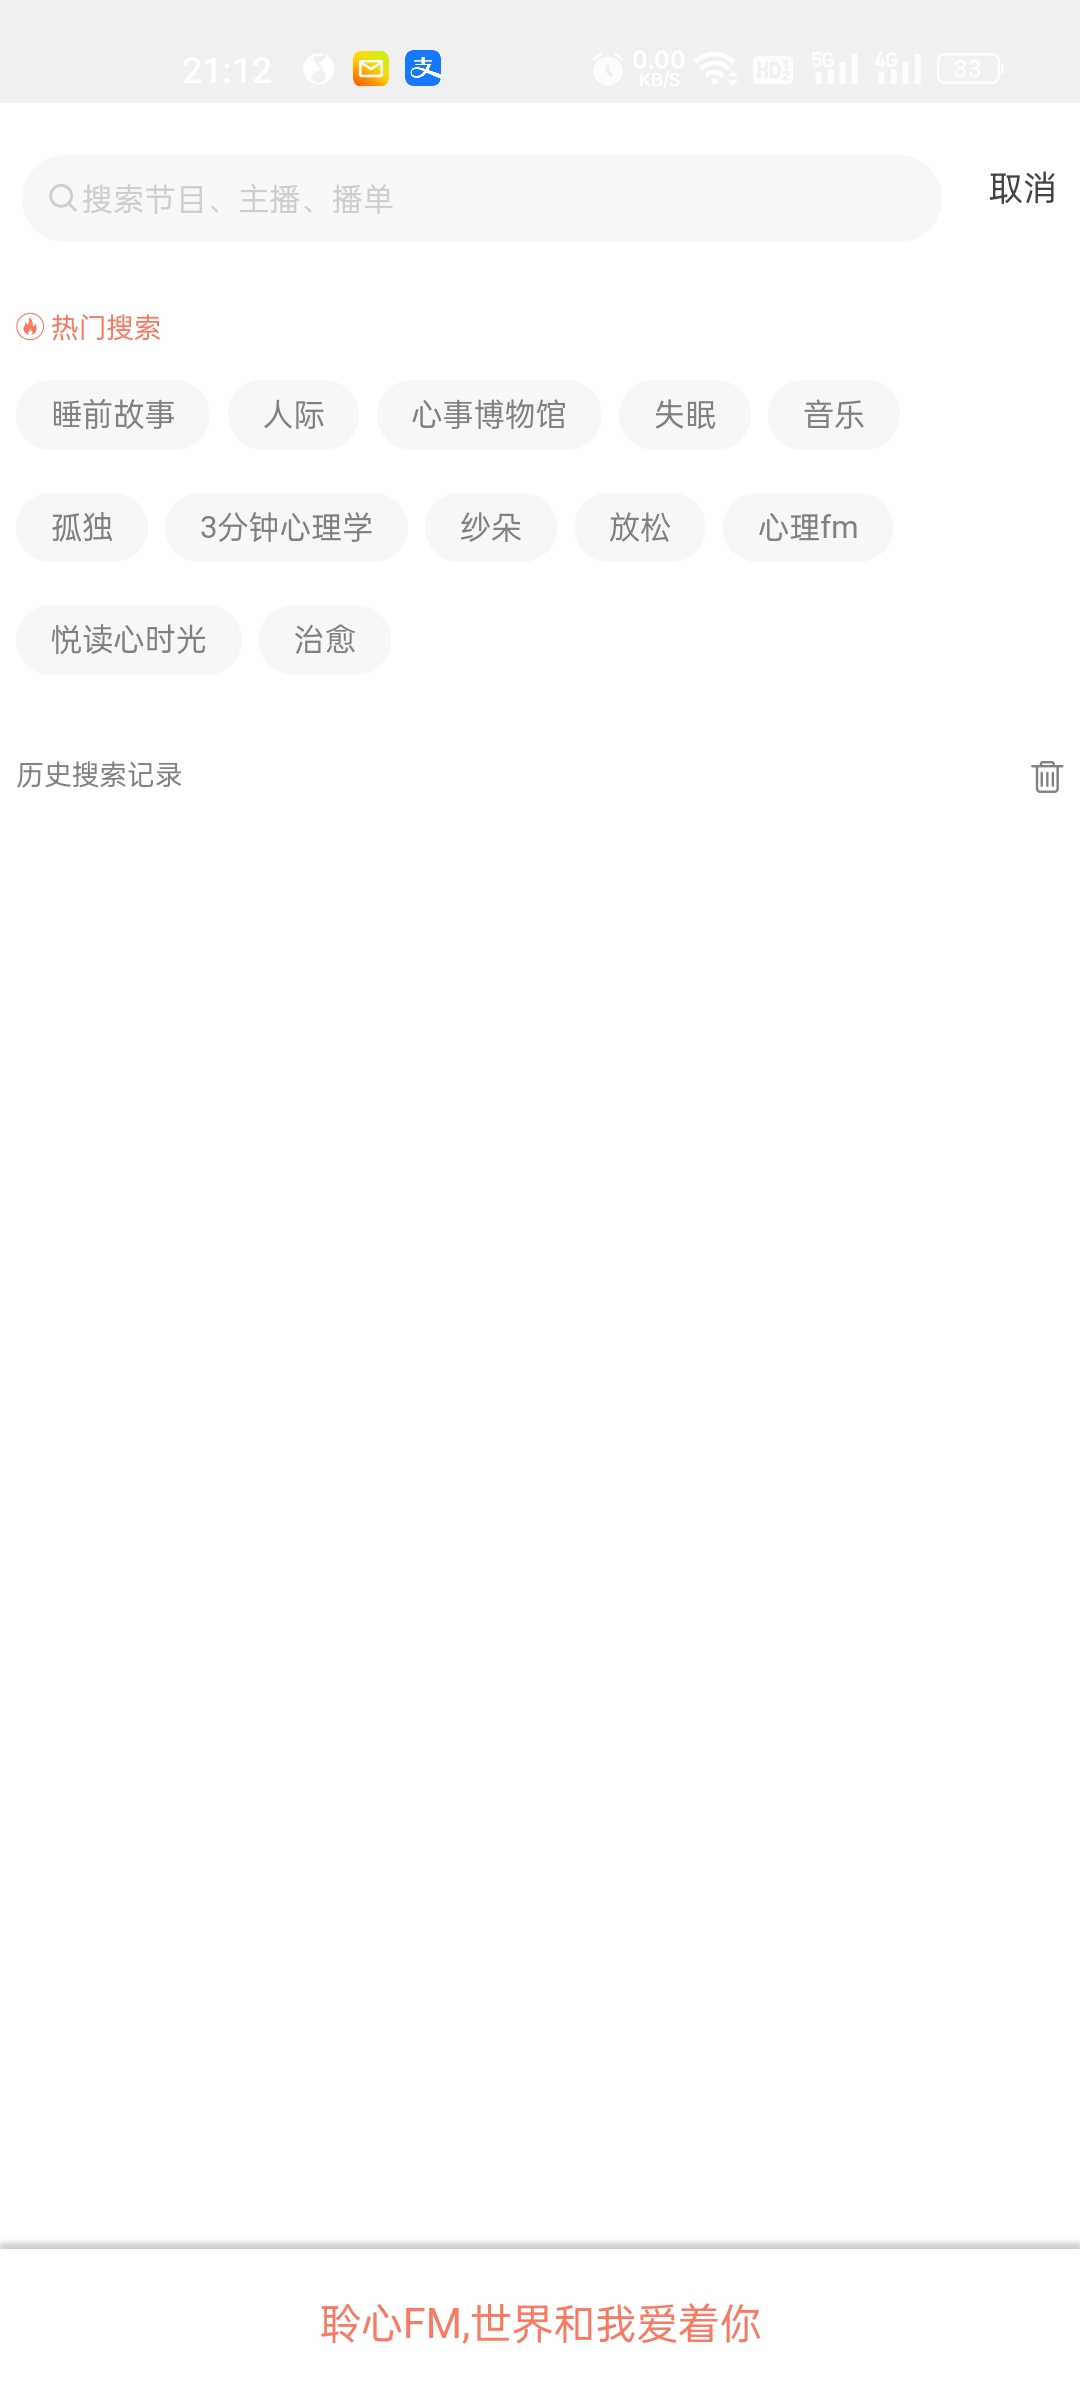 21:12 0.00 KB/S HD 1 2 5G 4G 33
搜索节目、主播、播单 取消
热门搜索
睡前故事 人际 心事博物馆 失眠 音乐
孤独 3分钟心理学 纱朵 放松 心理fm
悦读心时光 治愈
历史搜索记录
聆心FM,世界和我爱着你